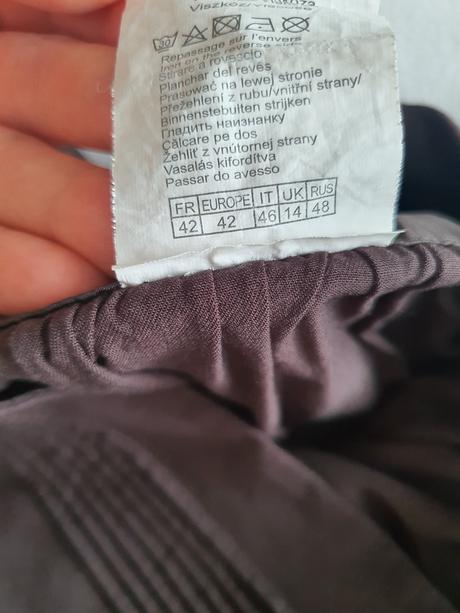 Viszkóz/Viscose
30
Repassage sur l'envers
Iron on the reverse side
Stirare a rovescio
Planchar del revés
Prasować na lewej stronie
Přežehlení z rubu/vnitřní strany/
Binnenstebuiten strijken
Гладить наизнанку
Calcare pe dos
Žehliť z vnútornej strany
Vasalás kifordítva
Passar do avesso
FR EUROPE IT UK RUS
42 42 46 14 48